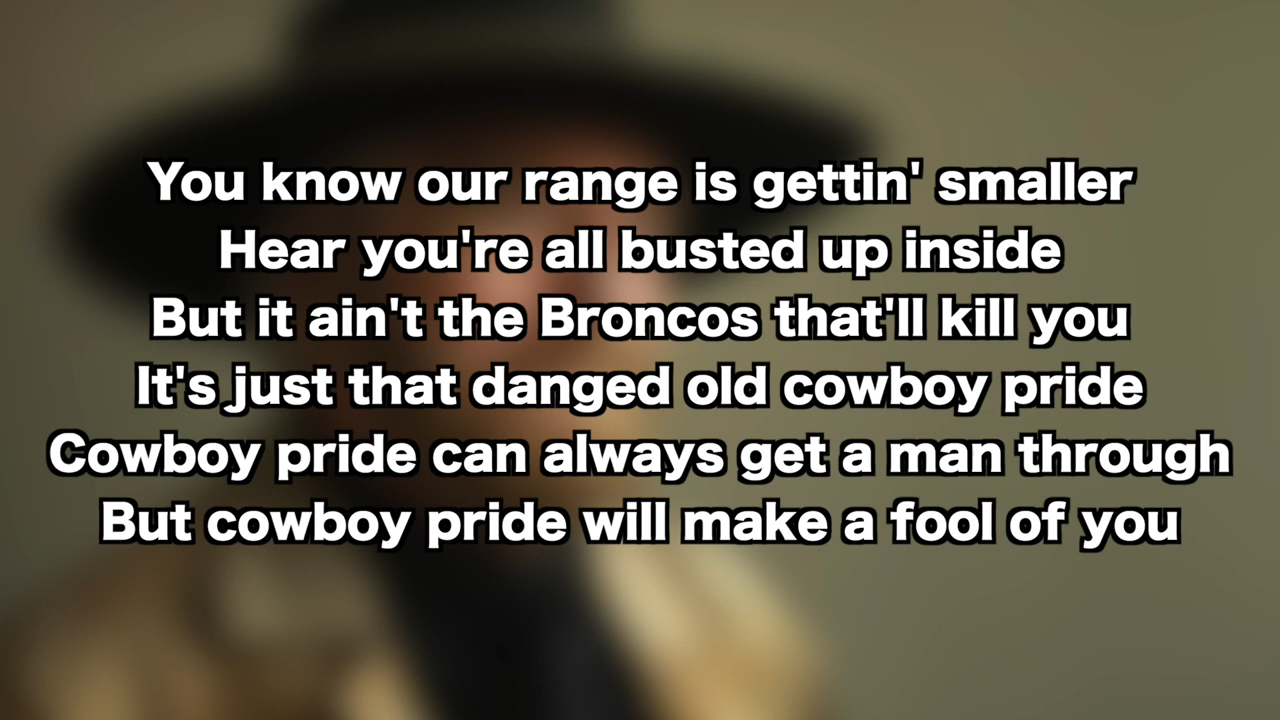 You know our range is gettin' smaller
Hear you're all busted up inside
But it ain't the Broncos that'll kill you
It's just that danged old cowboy pride
Cowboy pride can always get a man through
But cowboy pride will make a fool of you